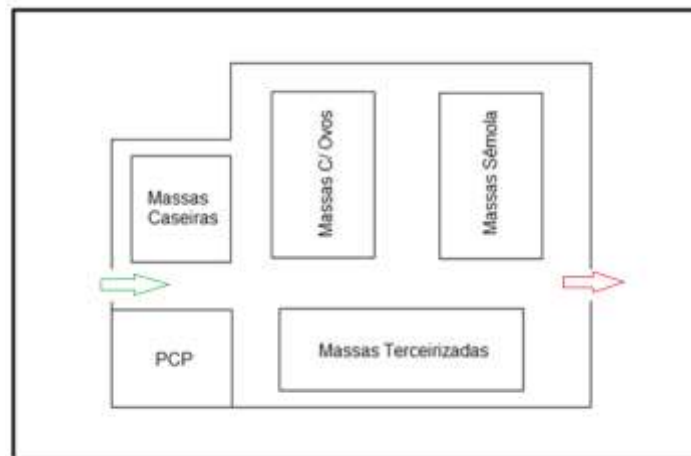 Massas C/ Ovos
Massas Sêmola
Massas
Caseiras
PCP
Massas Terceirizadas